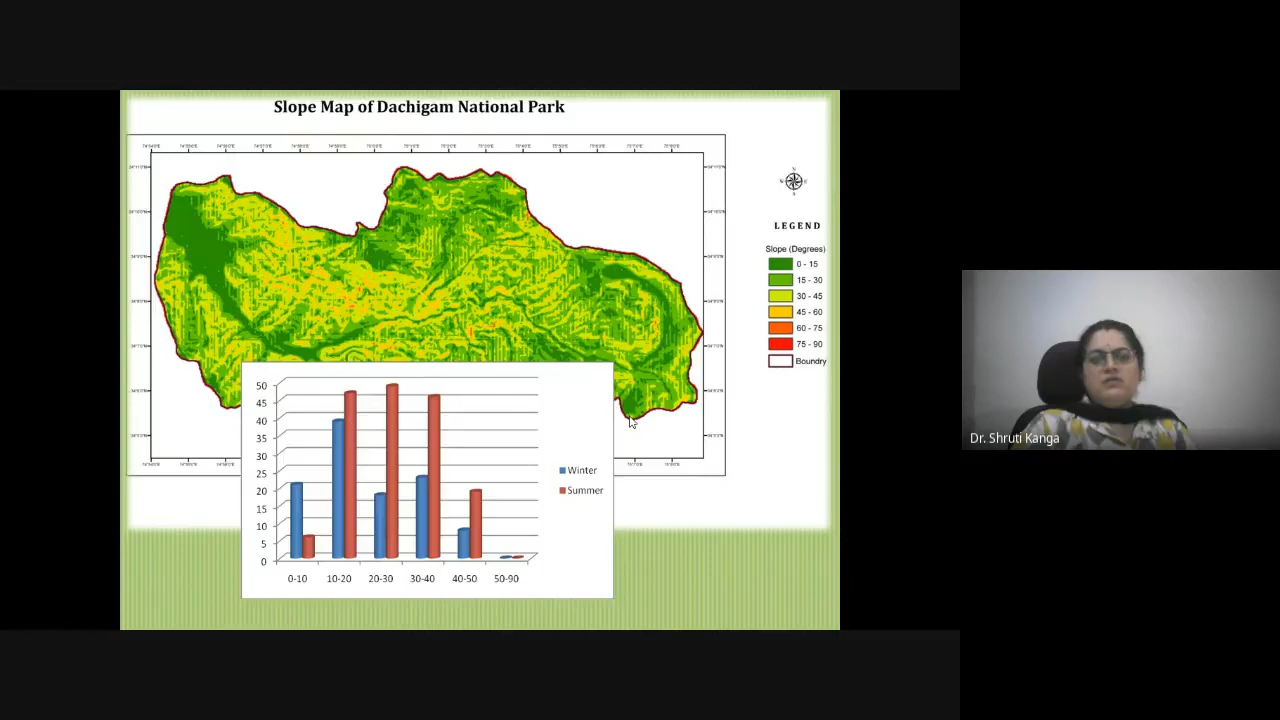 Slope Map of Dachigam National Park
N
W
E
S
LEGEND
Slope (Degrees)
0 - 15
15 - 30
30 - 45
45 - 60
60 - 75
75 - 90
Boundry
50
45
40
35
30
25
20
15
10
5
0
0-10
10-20
20-30
30-40
40-50
50-90
Winter
Summer
Dr. Shruti Kanga